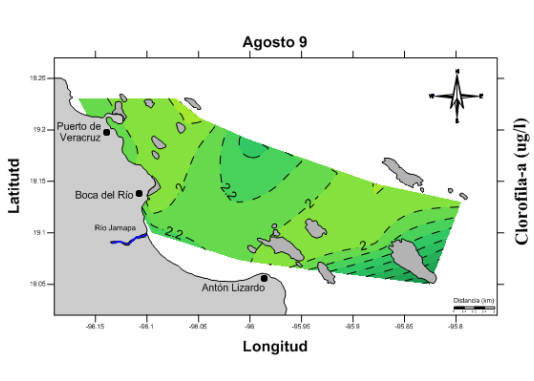 Agosto 9
19.25
19.2
19.15
19.1
19.05
Latitutd
Puerto de
Veracruz
Boca del Río
Río Jamapa
Antón Lizardo
2
2.2
2
2.2
2
2
Distancia (km)
-96.15
-96.1
-96.05
-96
-95.95
-95.9
-95.85
-95.8
Longitud
Clorofila-a (ug/l)